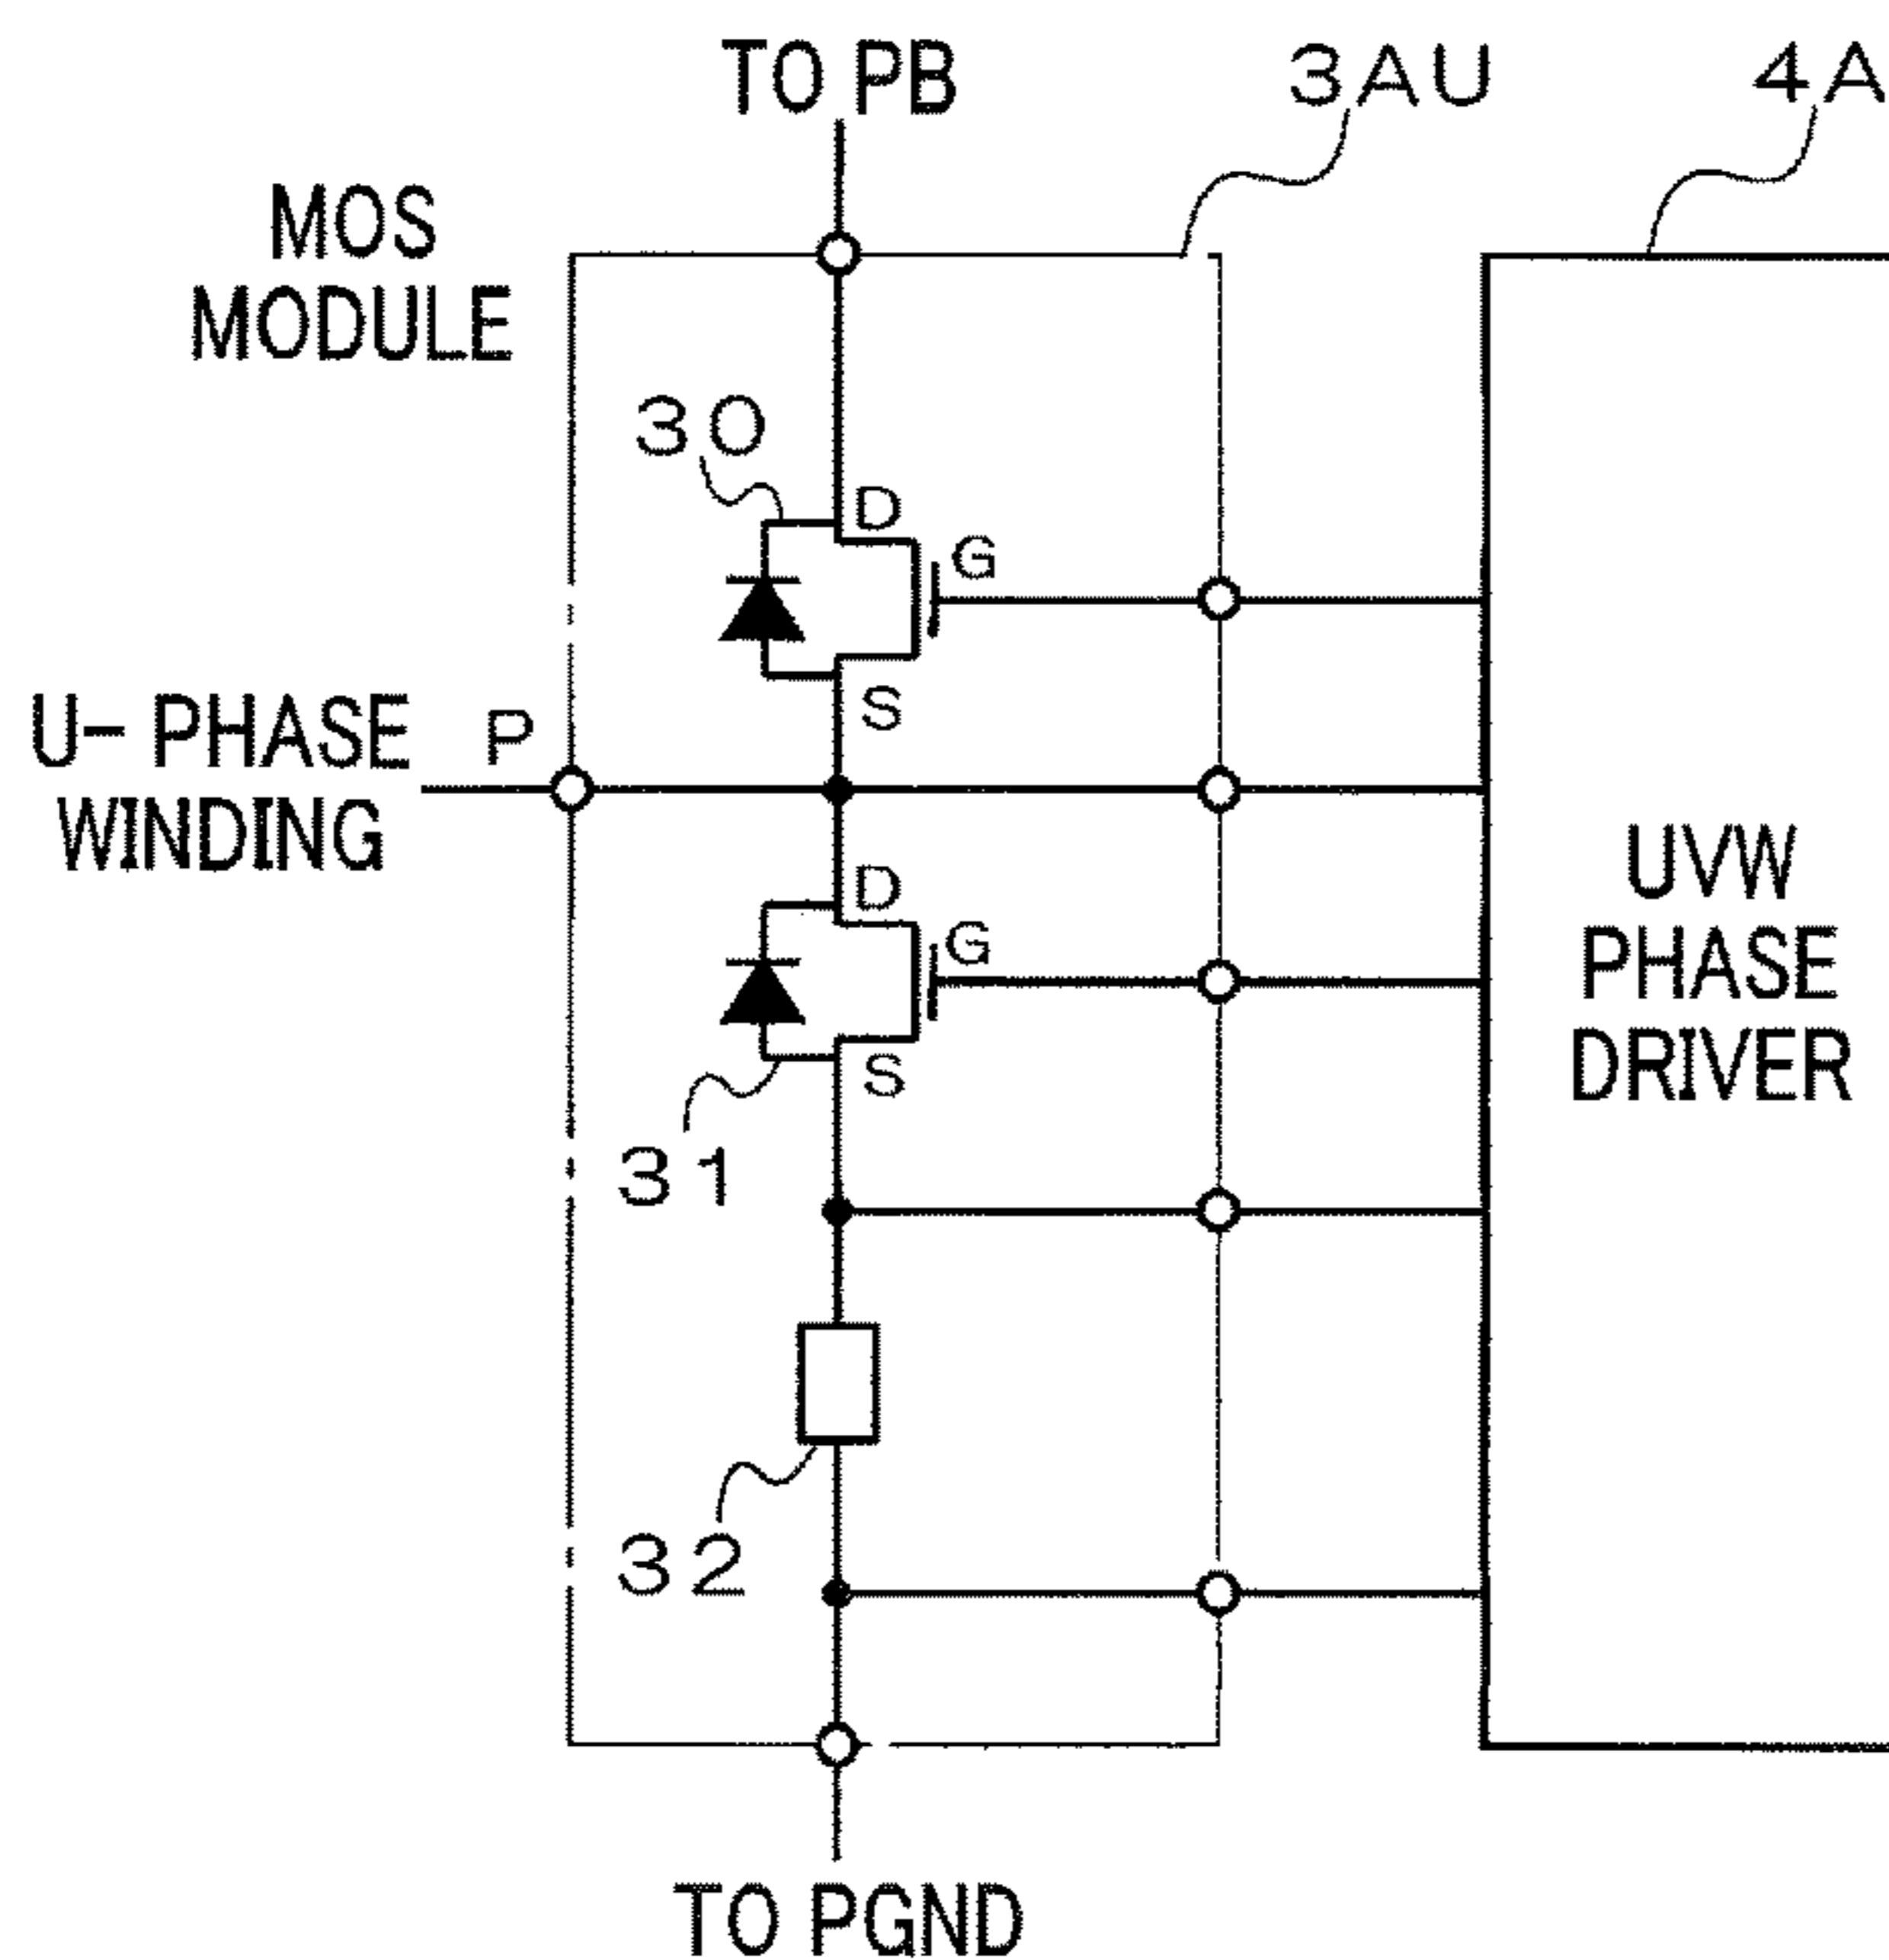 TO PB
3AU
4A
MOS
MODULE
30
D
G
S
U- PHASE
WINDING
P
D
G
S
31
UVW
PHASE
DRIVER
32
TO PGND